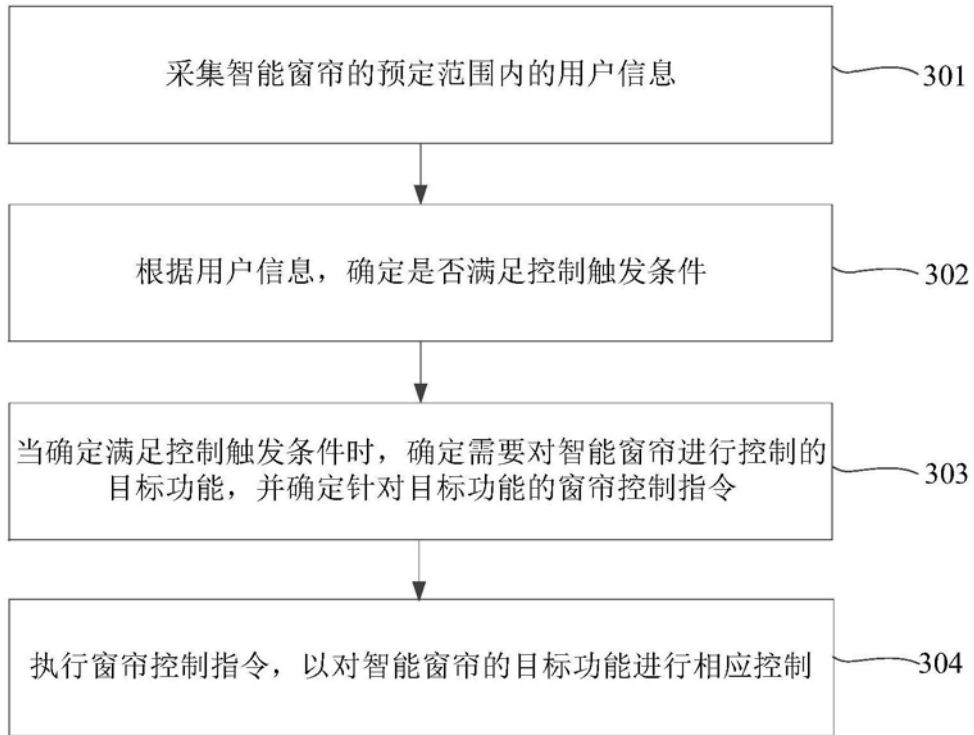 采集智能窗帘的预定范围内的用户信息
301
根据用户信息，确定是否满足控制触发条件
302
当确定满足控制触发条件时，确定需要对智能窗帘进行控制的
目标功能，并确定针对目标功能的窗帘控制指令
303
执行窗帘控制指令，以对智能窗帘的目标功能进行相应控制
304